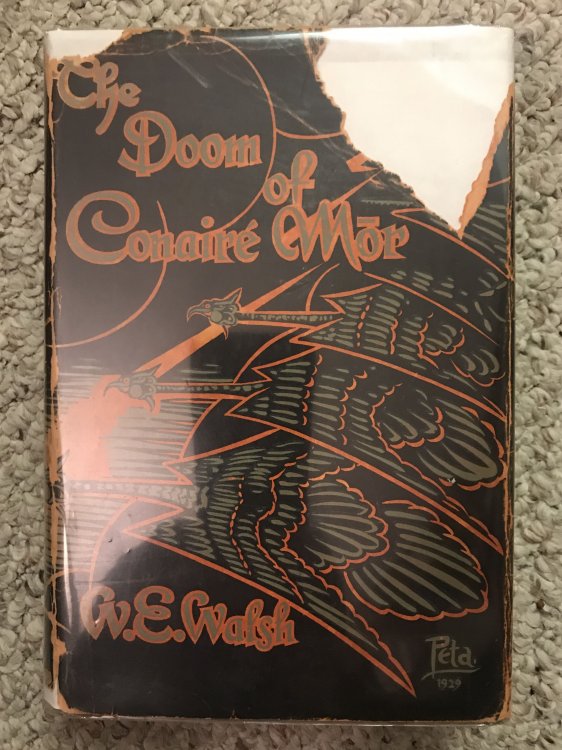 The
Doom
of
Conairé Mōr
W.E. Walsh
Peta.
1929